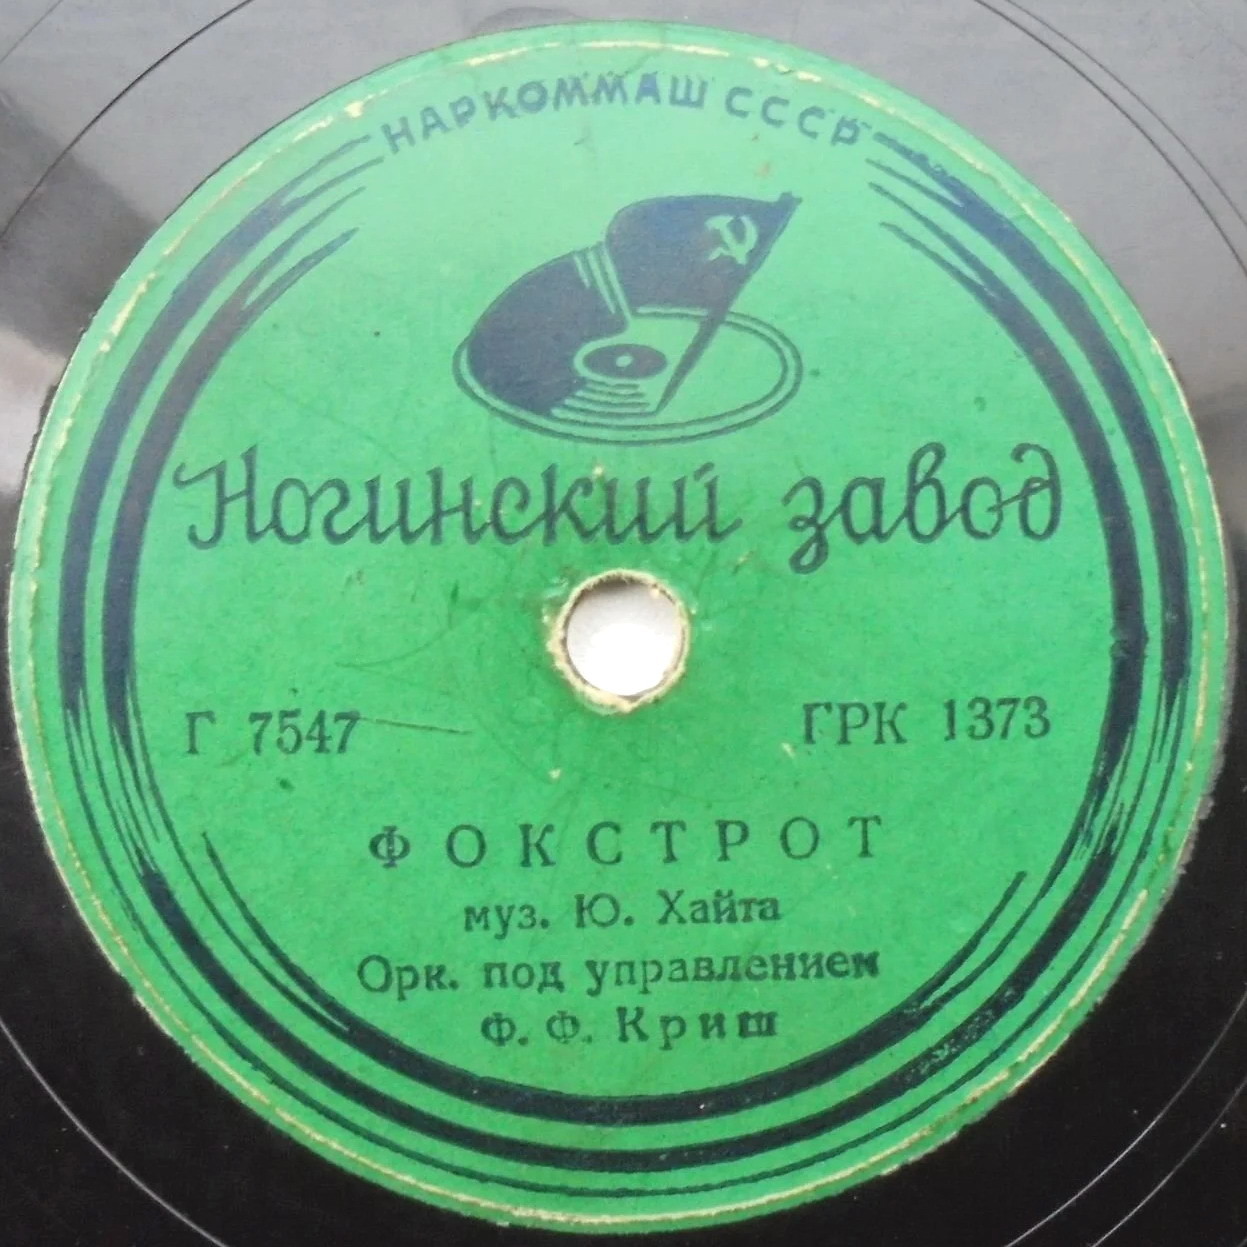 НАРКОММАШ СССР
Ногинский завод
Г 7547
ГРК 1373
ФОКСТРОТ
муз. Ю. Хайта
Орк. под управлением
Ф. Ф. Криш